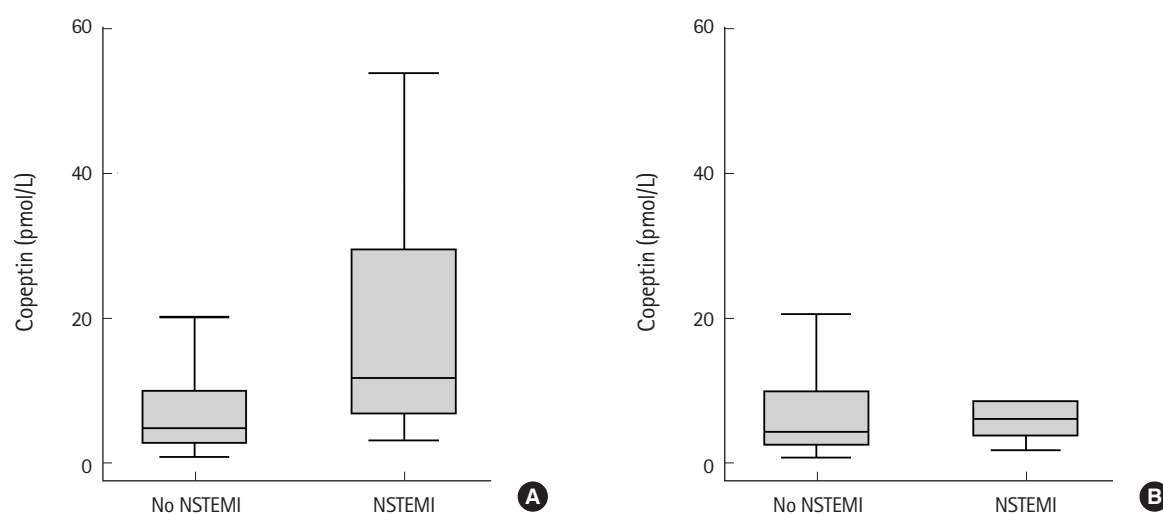 60
40
20
0
Copeptin (pmol/L)
No NSTEMI
NSTEMI
A
60
40
20
0
Copeptin (pmol/L)
No NSTEMI
NSTEMI
B